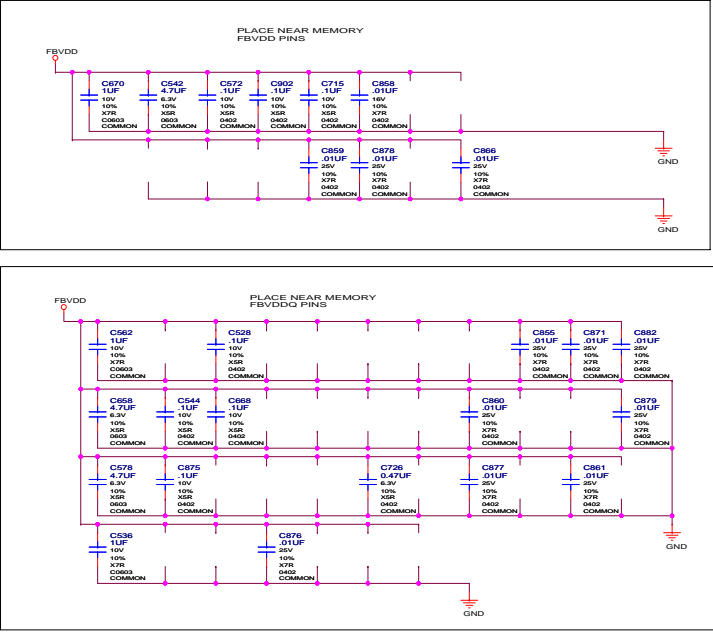 PLACE NEAR MEMORY
FBVDD PINS
FBVDD
C670
1UF
10V
10%
X7R
C0603
COMMON
C542
4.7UF
6.3V
10%
X5R
0603
COMMON
C572
.1UF
10V
10%
X5R
0402
COMMON
C902
.1UF
10V
10%
X5R
0402
COMMON
C715
.1UF
10V
10%
X5R
0402
COMMON
C858
.01UF
16V
10%
X7R
0402
COMMON
GND
C859
.01UF
25V
10%
X7R
0402
COMMON
C878
.01UF
25V
10%
X7R
0402
COMMON
C866
.01UF
25V
10%
X7R
0402
COMMON
GND
PLACE NEAR MEMORY
FBVDDQ PINS
FBVDD
C562
1UF
10V
10%
X7R
C0603
COMMON
C528
.1UF
10V
10%
X5R
0402
COMMON
C855
.01UF
25V
10%
X7R
0402
COMMON
C871
.01UF
25V
10%
X7R
0402
COMMON
C882
.01UF
25V
10%
X7R
0402
COMMON
C658
4.7UF
6.3V
10%
X5R
0603
COMMON
C544
.1UF
10V
10%
X5R
0402
COMMON
C668
.1UF
10V
10%
X5R
0402
COMMON
C860
.01UF
25V
10%
X7R
0402
COMMON
C879
.01UF
25V
10%
X7R
0402
COMMON
C578
4.7UF
6.3V
10%
X5R
0603
COMMON
C875
.1UF
10V
10%
X5R
0402
COMMON
C726
0.47UF
6.3V
10%
X5R
0402
COMMON
C877
.01UF
25V
10%
X7R
0402
COMMON
C861
.01UF
25V
10%
X7R
0402
COMMON
GND
C536
1UF
10V
10%
X7R
C0603
COMMON
C876
.01UF
25V
10%
X7R
0402
COMMON
GND